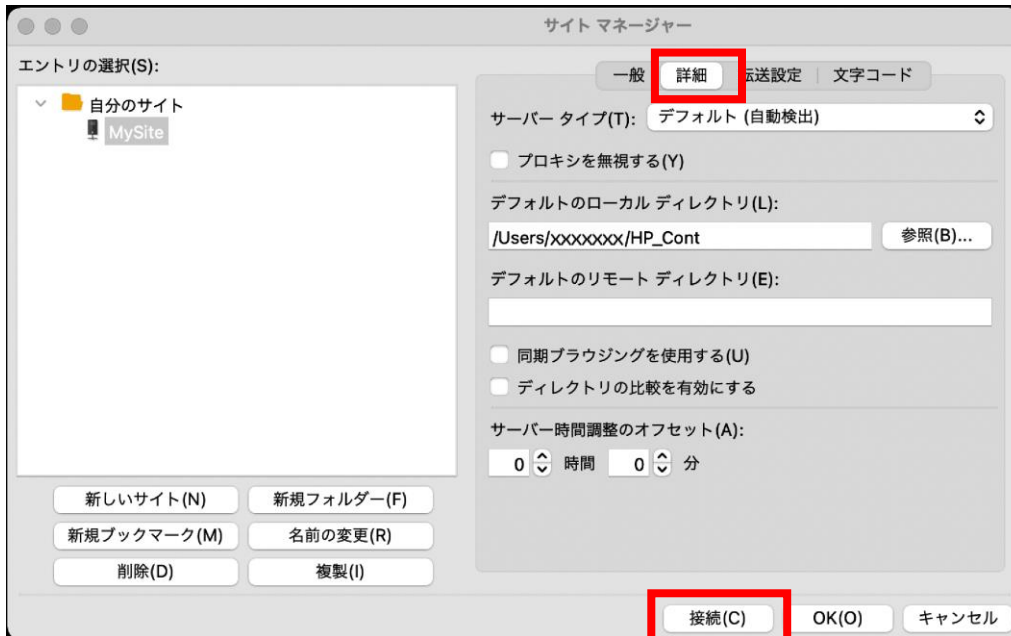 サイト マネージャー
エントリの選択(S):
自分のサイト
MySite
新しいサイト(N) 新規フォルダー(F)
新規ブックマーク(M) 名前の変更(R)
削除(D) 複製(I)
一般 詳細 転送設定 文字コード
サーバー タイプ(T): デフォルト (自動検出)
プロキシを無視する(Y)
デフォルトのローカル ディレクトリ(L):
/Users/xxxxxxx/HP_Cont 参照(B)...
デフォルトのリモート ディレクトリ(E):
同期ブラウジングを使用する(U)
ディレクトリの比較を有効にする
サーバー時間調整のオフセット(A):
0 時間 0 分
接続(C) OK(O) キャンセル